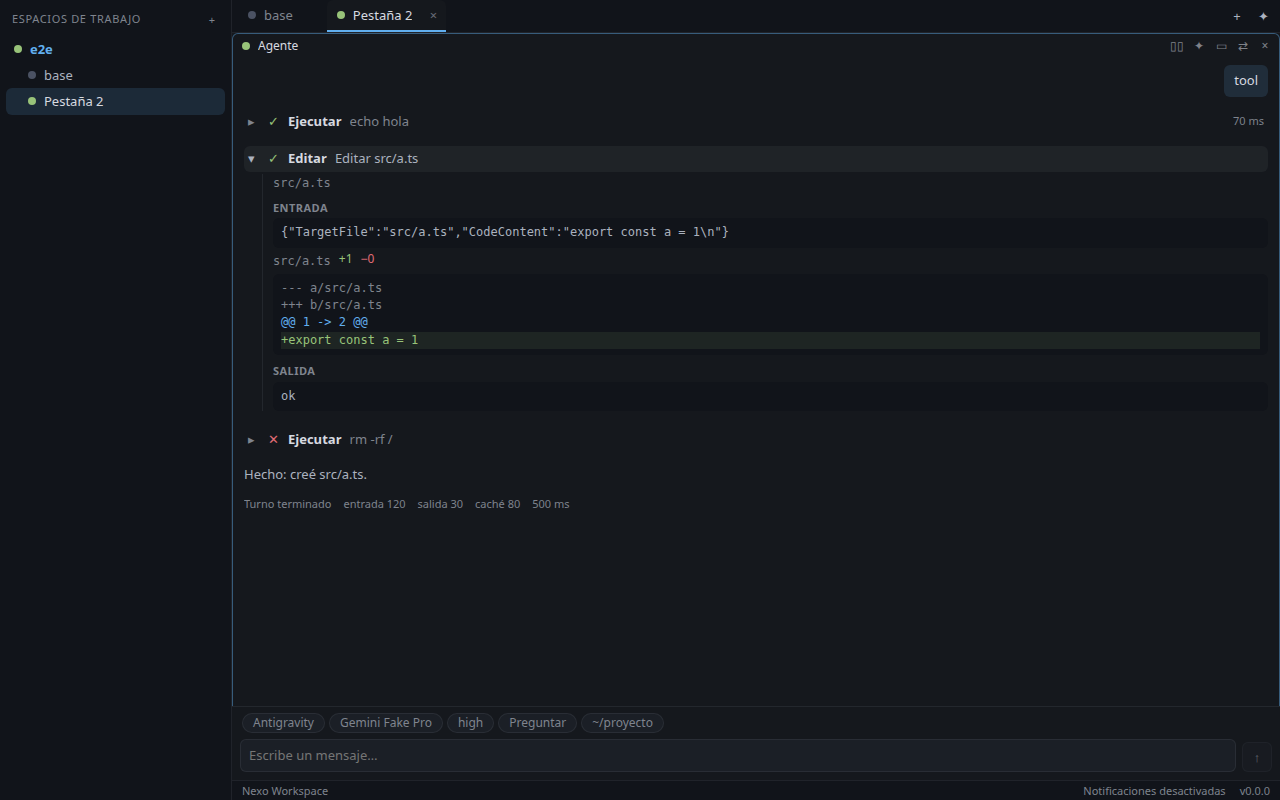 ESPACIOS DE TRABAJO +
e2e
base
Pestaña 2
base
Pestaña 2 ×
+ ✦
Agente
tool
▸ ✓ Ejecutar echo hola 70 ms
▾ ✓ Editar Editar src/a.ts
src/a.ts
ENTRADA
{"TargetFile":"src/a.ts","CodeContent":"export const a = 1\n"}
src/a.ts +1 −0
--- a/src/a.ts
+++ b/src/a.ts
@@ 1 -> 2 @@
+export const a = 1
SALIDA
ok
▸ ✕ Ejecutar rm -rf /
Hecho: creé src/a.ts.
Turno terminado entrada 120 salida 30 caché 80 500 ms
Antigravity Gemini Fake Pro high Preguntar ~/proyecto
Escribe un mensaje...
↑
Nexo Workspace Notificaciones desactivadas v0.0.0